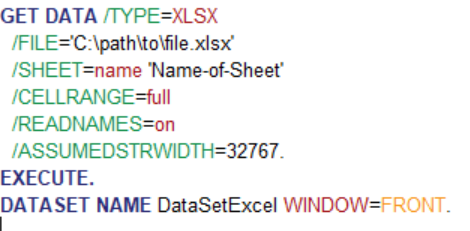 GET DATA /TYPE=XLSX
/FILE='C:\path\to\file.xlsx'
/SHEET=name 'Name-of-Sheet'
/CELLRANGE=full
/READNAMES=on
/ASSUMEDSTRWIDTH=32767.
EXECUTE.
DATASET NAME DataSetExcel WINDOW=FRONT.